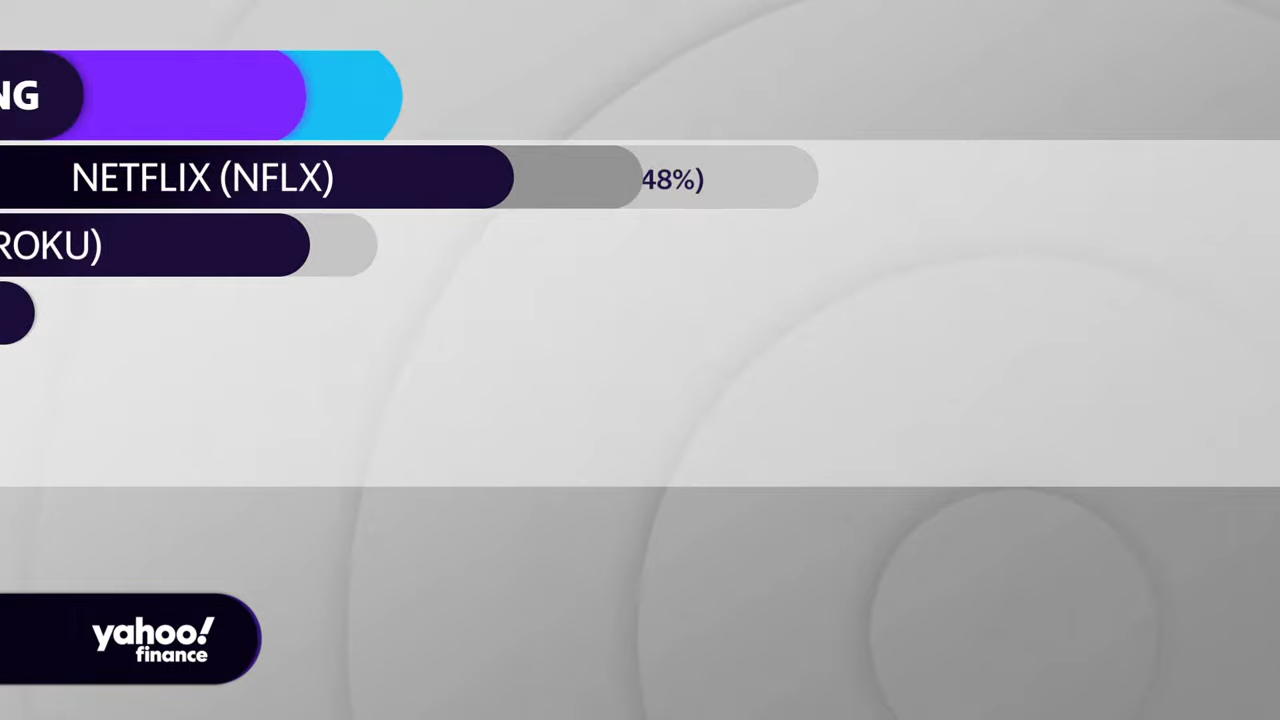 NG
NETFLIX (NFLX)
48%)
ROKU)
yahoo!
finance